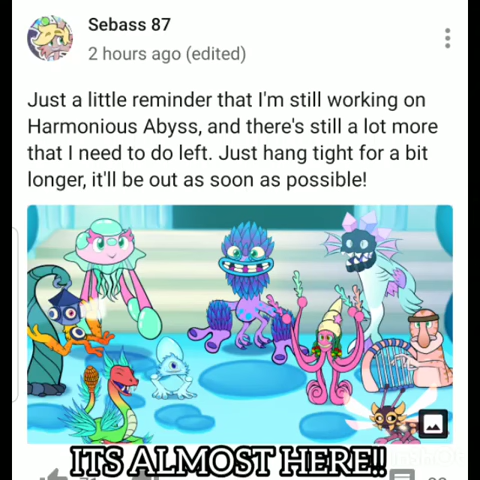 Sebass 87
2 hours ago (edited)
Just a little reminder that I'm still working on
Harmonious Abyss, and there's still a lot more
that I need to do left. Just hang tight for a bit
longer, it'll be out as soon as possible!
ITS ALMOST HERE!!